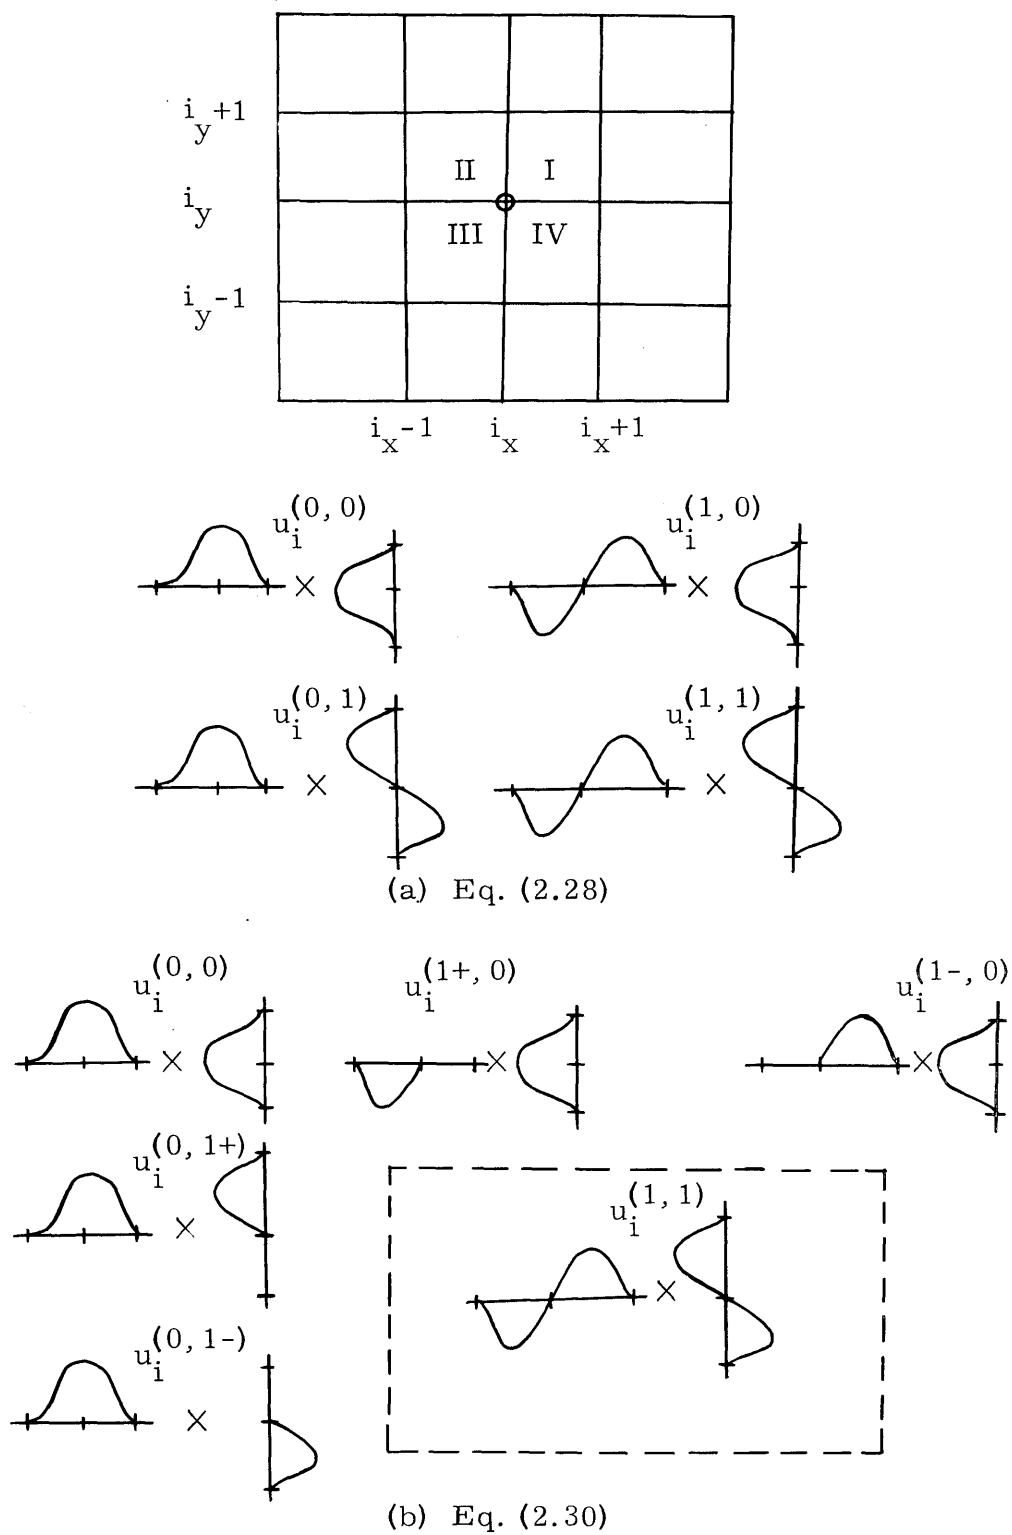 i_y+1
II I
i_y
III IV
i_y-1
i_x-1 i_x i_x+1
u_i^(0, 0) u_i^(1, 0)
× ×
u_i^(0, 1) u_i^(1, 1)
× ×
(a) Eq. (2.28)
u_i^(0, 0) u_i^(1+, 0) u_i^(1-, 0)
× × ×
u_i^(0, 1+)
×
u_i^(1, 1)
×
u_i^(0, 1-)
×
(b) Eq. (2.30)